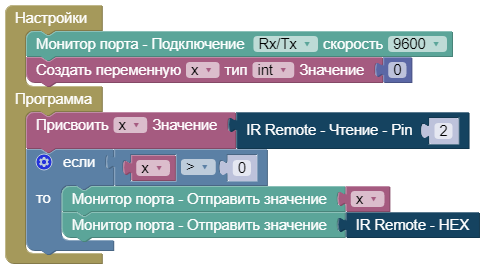 Настройки
Монитор порта - Подключение Rx/Tx скорость 9600
Создать переменную x тип int Значение 0
Программа
Присвоить x Значение IR Remote - Чтение - Pin 2
если x > 0
то Монитор порта - Отправить значение x
Монитор порта - Отправить значение IR Remote - HEX